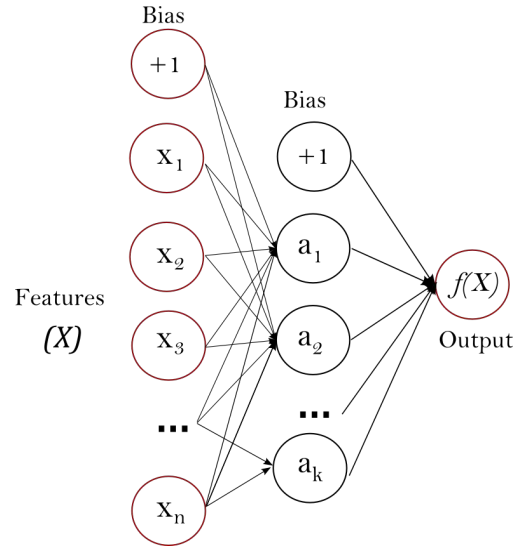 Bias
+1
x1
x2
Features
(X)
x3
...
xn
Bias
+1
a1
a2
...
ak
f(X)
Output